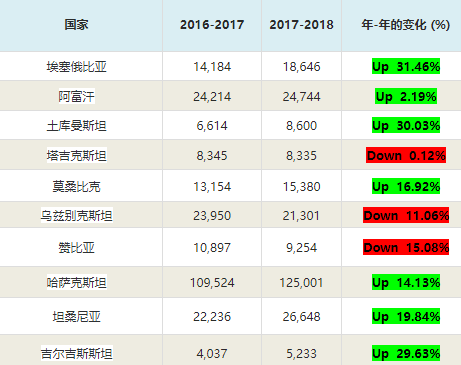 国家 2016-2017 2017-2018 年-年的变化 (%)
埃塞俄比亚 14,184 18,646 Up 31.46%
阿富汗 24,214 24,744 Up 2.19%
土库曼斯坦 6,614 8,600 Up 30.03%
塔吉克斯坦 8,345 8,335 Down 0.12%
莫桑比克 13,154 15,380 Up 16.92%
乌兹别克斯坦 23,950 21,301 Down 11.06%
赞比亚 10,897 9,254 Down 15.08%
哈萨克斯坦 109,524 125,001 Up 14.13%
坦桑尼亚 22,236 26,648 Up 19.84%
吉尔吉斯斯坦 4,037 5,233 Up 29.63%